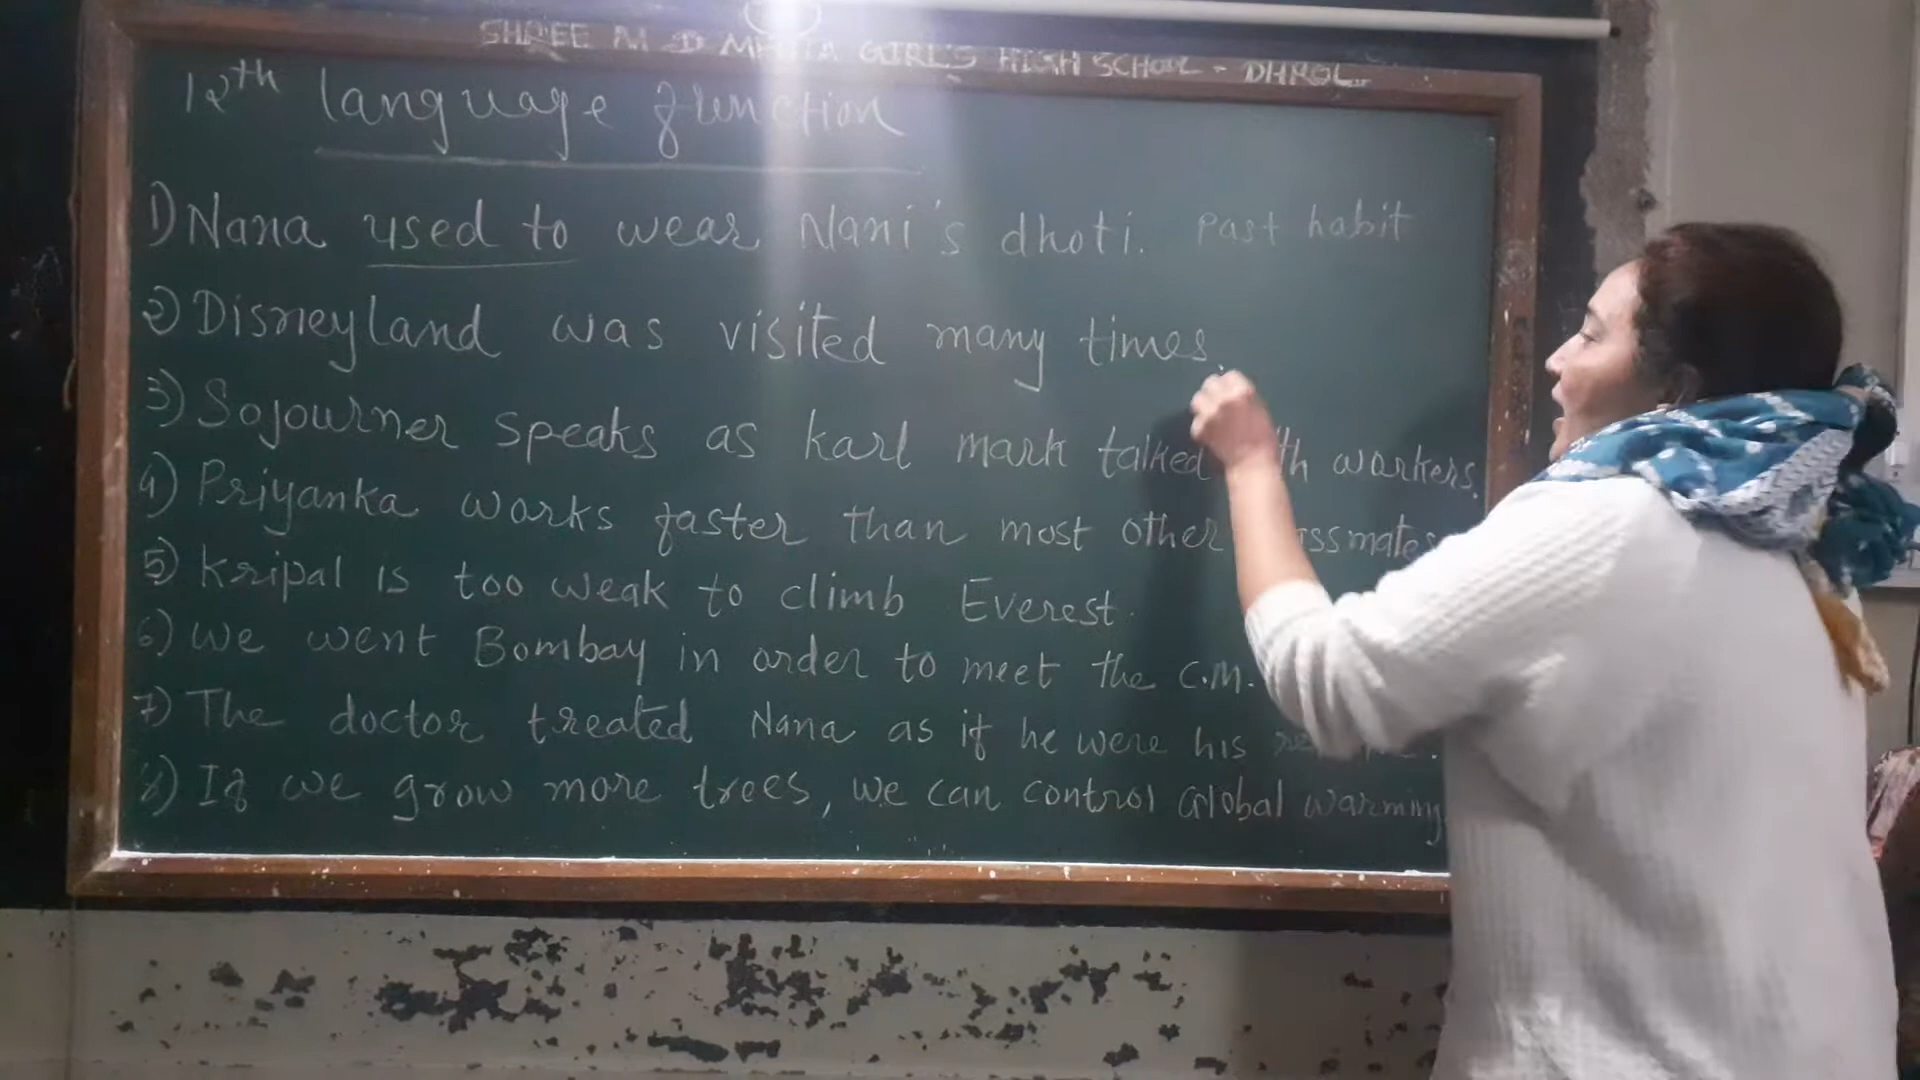 SHREE M D MEHTA GIRL'S HIGH SCHOOL - DHROL
12th language function
1) Nana used to wear Nani's dhoti. Past habit
2) Disneyland was visited many times.
3) Sojourner speaks as karl mark talked workers.
4) Priyanka works faster than most other
5) Kripal is too weak to climb Everest.
6) We went Bombay in order to meet the C.M.
7) The doctor treated Nana as if he were his
8) If we grow more trees, we can control Global warming